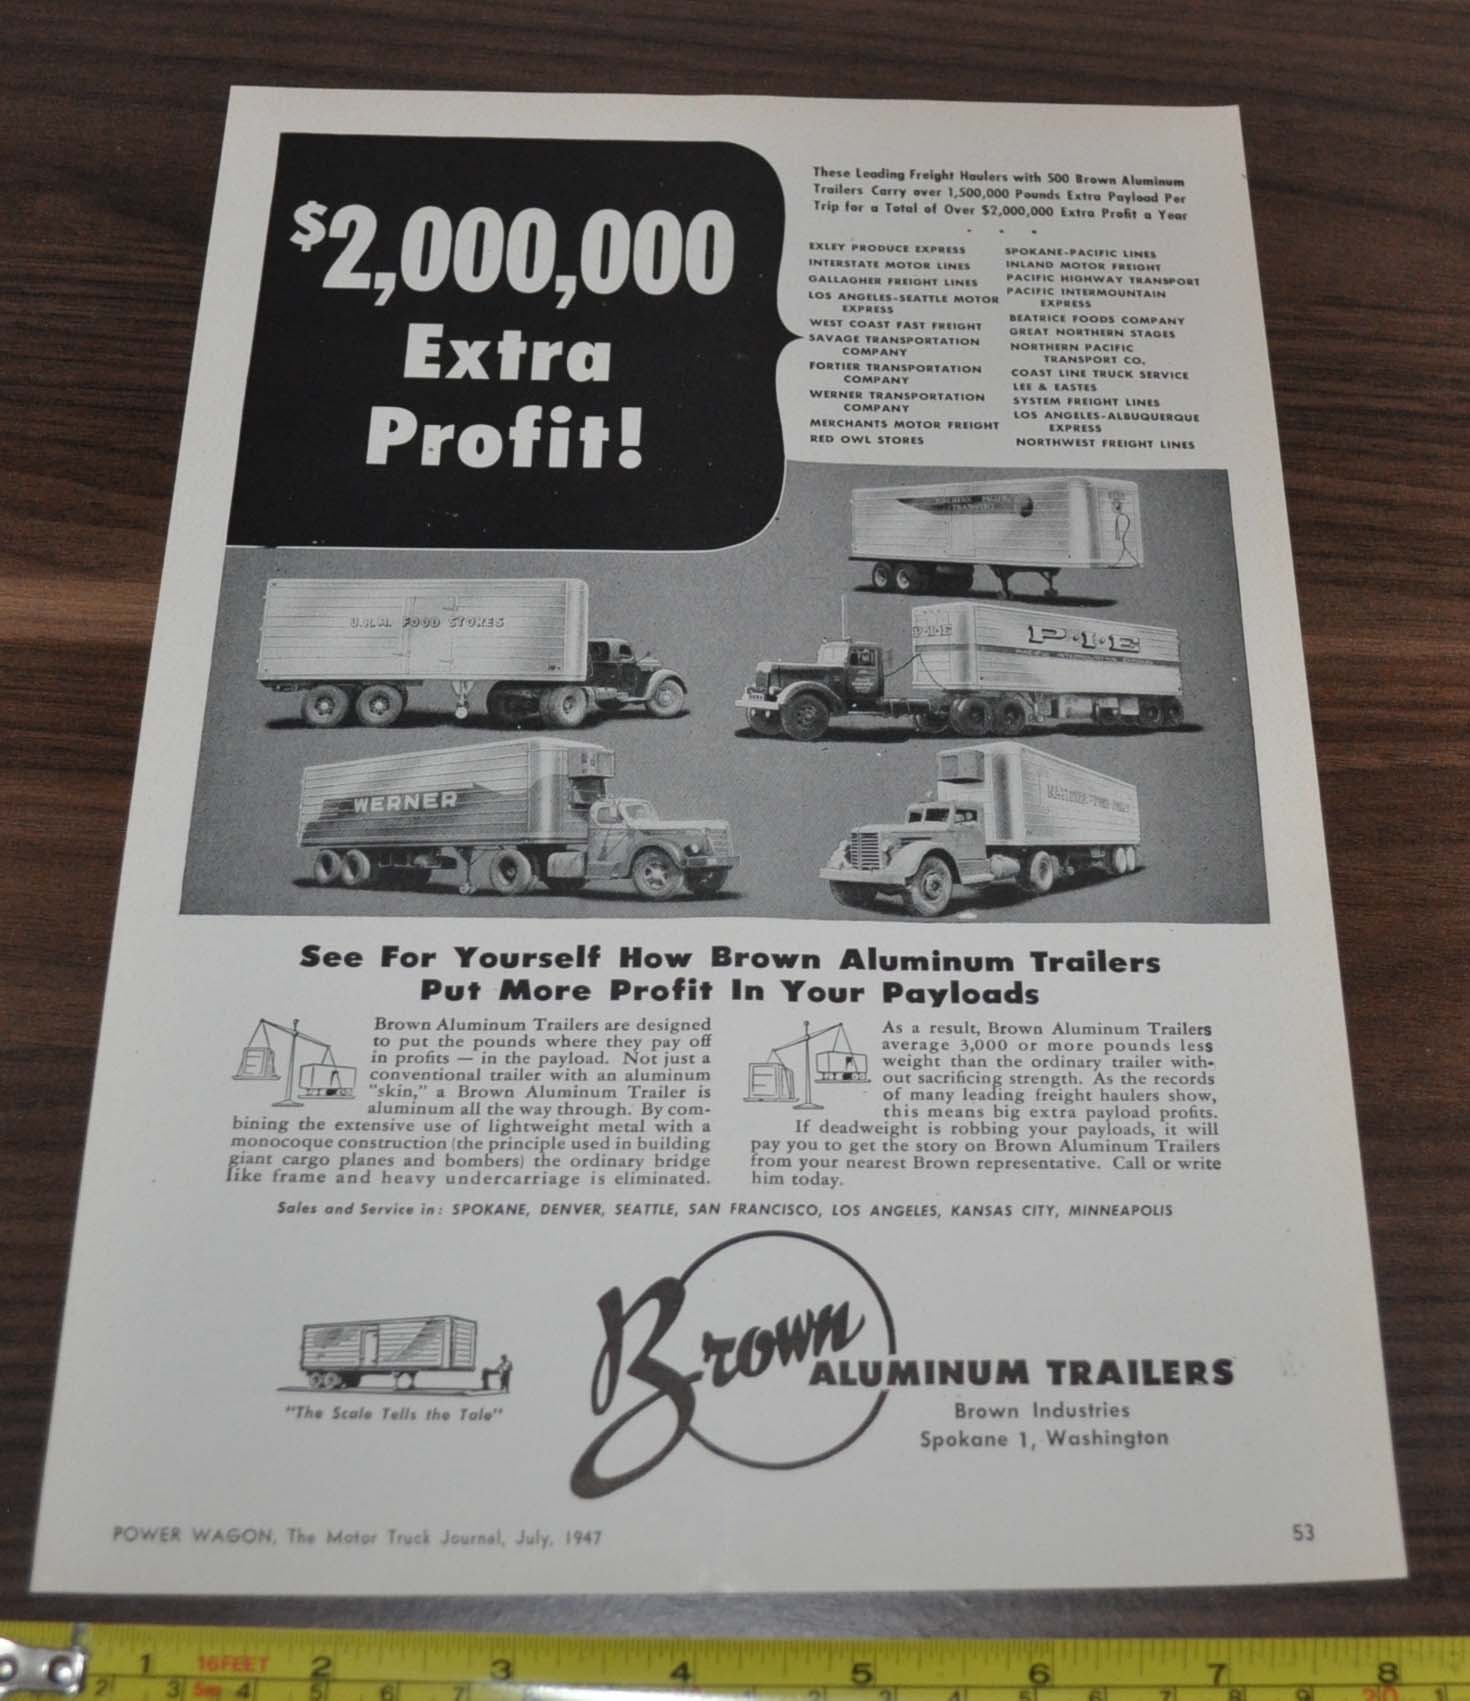 $2,000,000
Extra
Profit!
These Leading Freight Haulers with 500 Brown Aluminum
Trailers Carry over 1,500,000 Pounds Extra Payload Per
Trip for a Total of Over $2,000,000 Extra Profit a Year
EXLEY PRODUCE EXPRESS
INTERSTATE MOTOR LINES
GALLAGHER FREIGHT LINES
LOS ANGELES-SEATTLE MOTOR
EXPRESS
WEST COAST FAST FREIGHT
SAVAGE TRANSPORTATION
COMPANY
FORTIER TRANSPORTATION
COMPANY
WERNER TRANSPORTATION
COMPANY
MERCHANTS MOTOR FREIGHT
RED OWL STORES
SPOKANE-PACIFIC LINES
INLAND MOTOR FREIGHT
PACIFIC HIGHWAY TRANSPORT
PACIFIC INTERMOUNTAIN
EXPRESS
BEATRICE FOODS COMPANY
GREAT NORTHERN STAGES
NORTHERN PACIFIC
TRANSPORT CO.
COAST LINE TRUCK SERVICE
LEE & EASTES
SYSTEM FREIGHT LINES
LOS ANGELES-ALBUQUERQUE
EXPRESS
NORTHWEST FREIGHT LINES
NORTHERN PACIFIC
TRANSPORT
FOOD STORES
P·I·E
P·I·E
PACIFIC INTERMOUNTAIN EXPRESS
WERNER
See For Yourself How Brown Aluminum Trailers
Put More Profit In Your Payloads
Brown Aluminum Trailers are designed
to put the pounds where they pay off
in profits — in the payload. Not just a
conventional trailer with an aluminum
"skin," a Brown Aluminum Trailer is
aluminum all the way through. By com-
bining the extensive use of lightweight metal with a
monocoque construction (the principle used in building
giant cargo planes and bombers) the ordinary bridge
like frame and heavy undercarriage is eliminated.
As a result, Brown Aluminum Trailers
average 3,000 or more pounds less
weight than the ordinary trailer with-
out sacrificing strength. As the records
of many leading freight haulers show,
this means big extra payload profits.
If deadweight is robbing your payloads, it will
pay you to get the story on Brown Aluminum Trailers
from your nearest Brown representative. Call or write
him today.
Sales and Service in: SPOKANE, DENVER, SEATTLE, SAN FRANCISCO, LOS ANGELES, KANSAS CITY, MINNEAPOLIS
"The Scale Tells the Tale"
Brown
ALUMINUM TRAILERS
Brown Industries
Spokane 1, Washington
POWER WAGON, The Motor Truck Journal, July, 1947
53
1 16FEET 2 3 4 5 6 7 8
2 3 5m 4 5 6 7